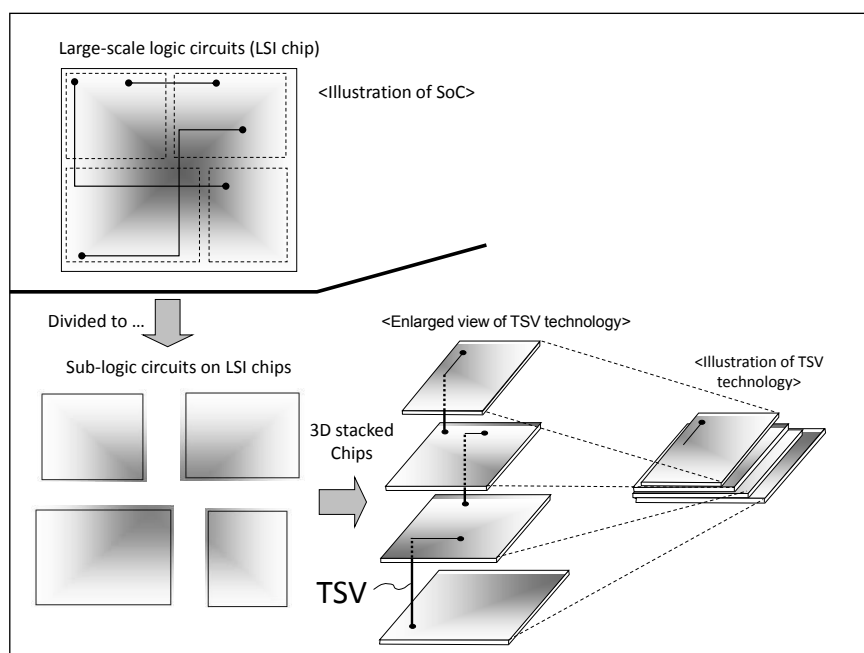 Large-scale logic circuits (LSI chip)
<Illustration of SoC>
Divided to ...
Sub-logic circuits on LSI chips
3D stacked
Chips
<Enlarged view of TSV technology>
<Illustration of TSV
technology>
TSV